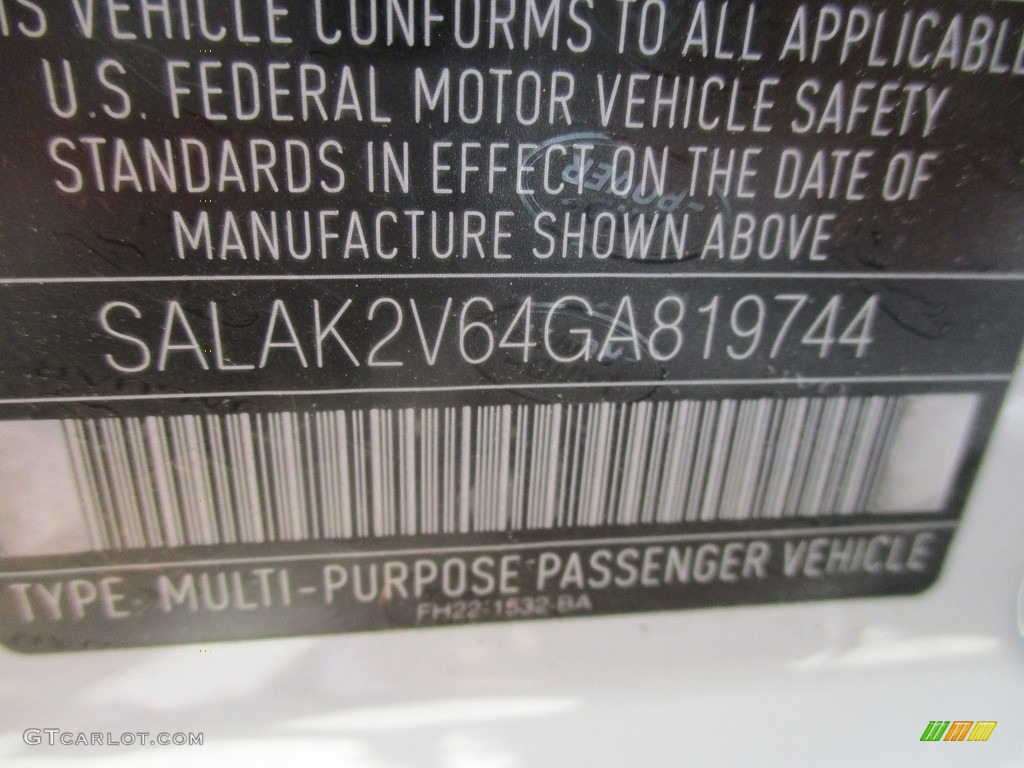 IS VEHICLE CONFORMS TO ALL APPLICABLE
U.S. FEDERAL MOTOR VEHICLE SAFETY
STANDARDS IN EFFECT ON THE DATE OF
MANUFACTURE SHOWN ABOVE
SALAK2V64GA819744
TYPE: MULTI-PURPOSE PASSENGER VEHICLE
FH22-1532-BA
GTCARLOT.COM